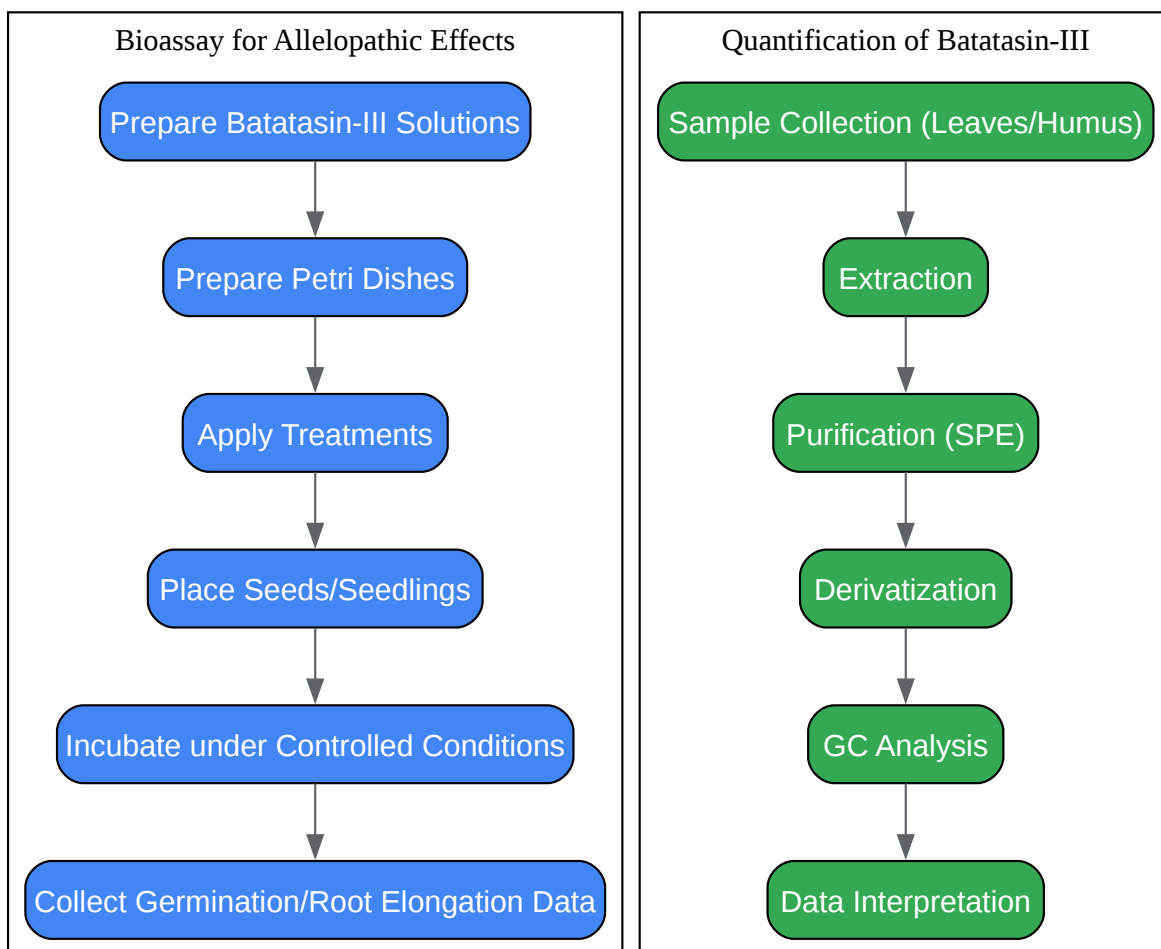 Bioassay for Allelopathic Effects
Prepare Batatasin-III Solutions
Prepare Petri Dishes
Apply Treatments
Place Seeds/Seedlings
Incubate under Controlled Conditions
Collect Germination/Root Elongation Data
Quantification of Batatasin-III
Sample Collection (Leaves/Humus)
Extraction
Purification (SPE)
Derivatization
GC Analysis
Data Interpretation